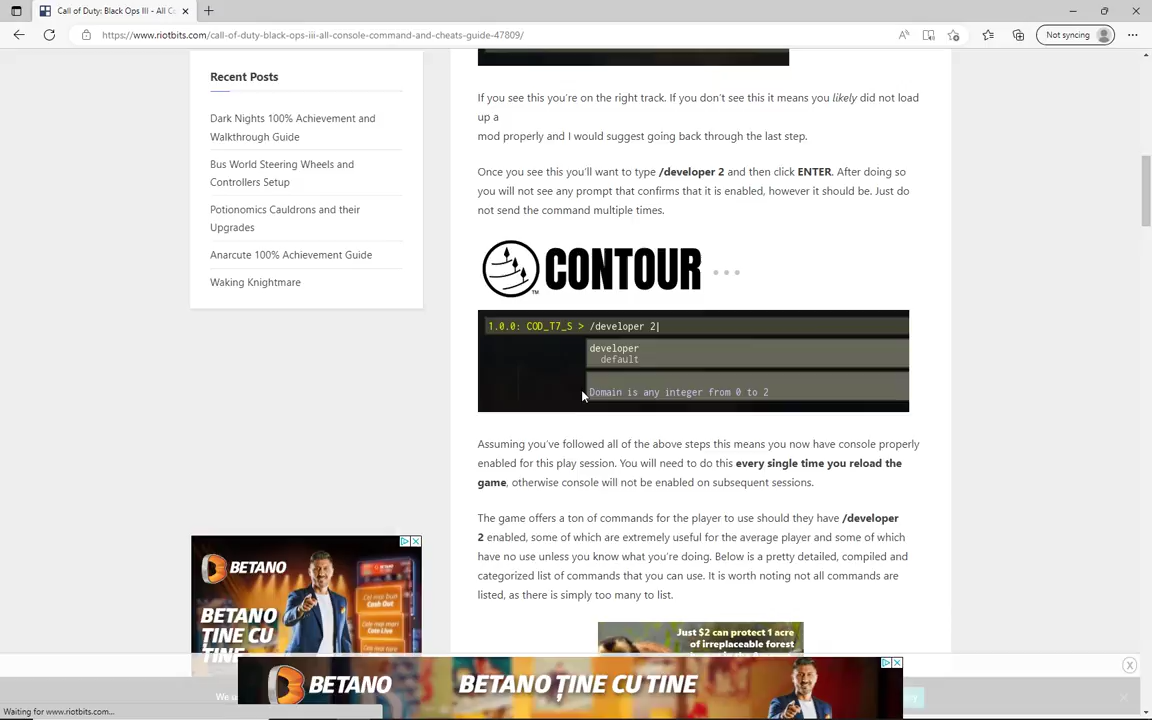 Call of Duty: Black Ops III - All C
https://www.riotbits.com/call-of-duty-black-ops-iii-all-console-command-and-cheats-guide-47809/
Not syncing
Recent Posts
Dark Nights 100% Achievement and
Walkthrough Guide
Bus World Steering Wheels and
Controllers Setup
Potionomics Cauldrons and their
Upgrades
Anarcute 100% Achievement Guide
Waking Knightmare
If you see this you're on the right track. If you don't see this it means you likely did not load
up a
mod properly and I would suggest going back through the last step.
Once you see this you'll want to type /developer 2 and then click ENTER. After doing so
you will not see any prompt that confirms that it is enabled, however it should be. Just do
not send the command multiple times.
CONTOUR
TM
1.0.0: COD_T7_S > /developer 2|
developer
default
Domain is any integer from 0 to 2
Assuming you've followed all of the above steps this means you now have console properly
enabled for this play session. You will need to do this every single time you reload the
game, otherwise console will not be enabled on subsequent sessions.
The game offers a ton of commands for the player to use should they have /developer
2 enabled, some of which are extremely useful for the average player and some of which
have no use unless you know what you're doing. Below is a pretty detailed, compiled and
categorized list of commands that you can use. It is worth noting not all commands are
listed, as there is simply too many to list.
BETANO
BETANO
ȚINE CU
TINE
Cash Out
Cote Live
Just $2 can protect 1 acre
of irreplaceable forest
We u
BETANO
BETANO ȚINE CU TINE
Waiting for www.riotbits.com...